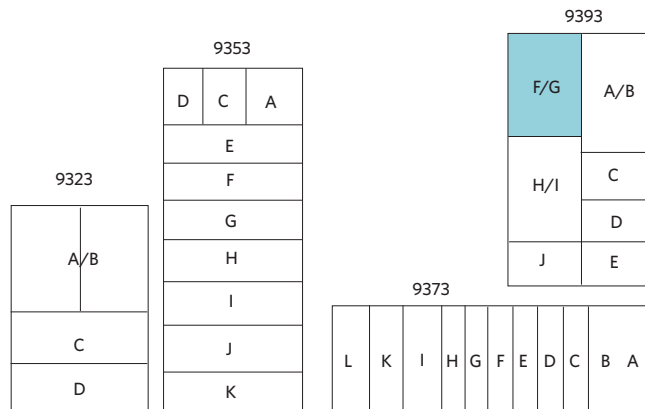 9393
F/G
A/B
H/I
C
D
J
E
9353
D C A
E
F
G
H
I
J
K
9323
A/B
C
D
9373
L K I H G F E D C B A